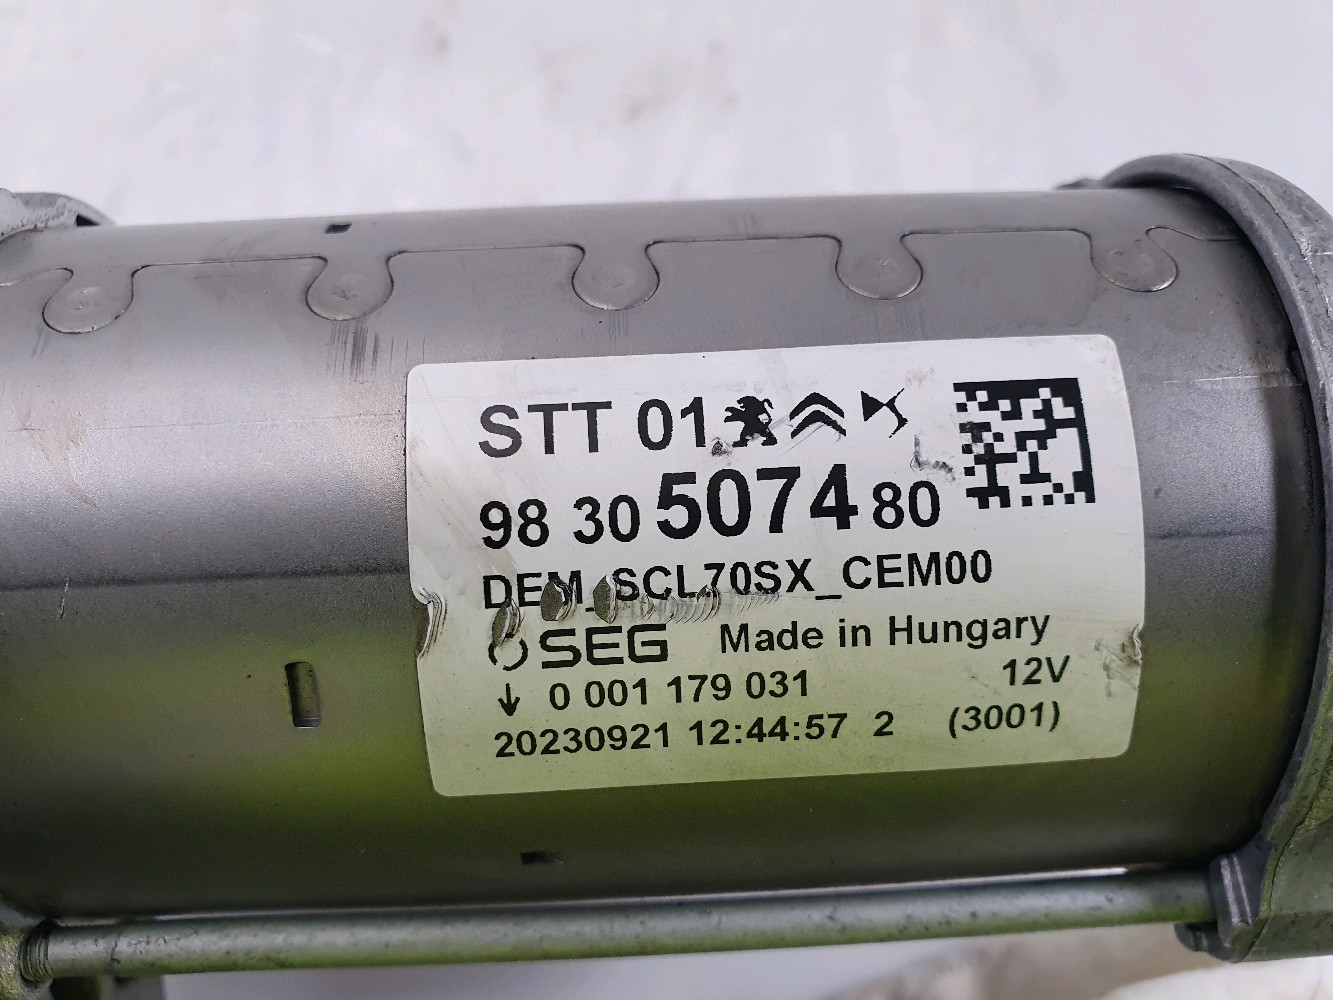 STT 01
98 30 5074 80
DEM_SCL70SX_CEM00
SEG Made in Hungary
0 001 179 031 12V
20230921 12:44:57 2 (3001)